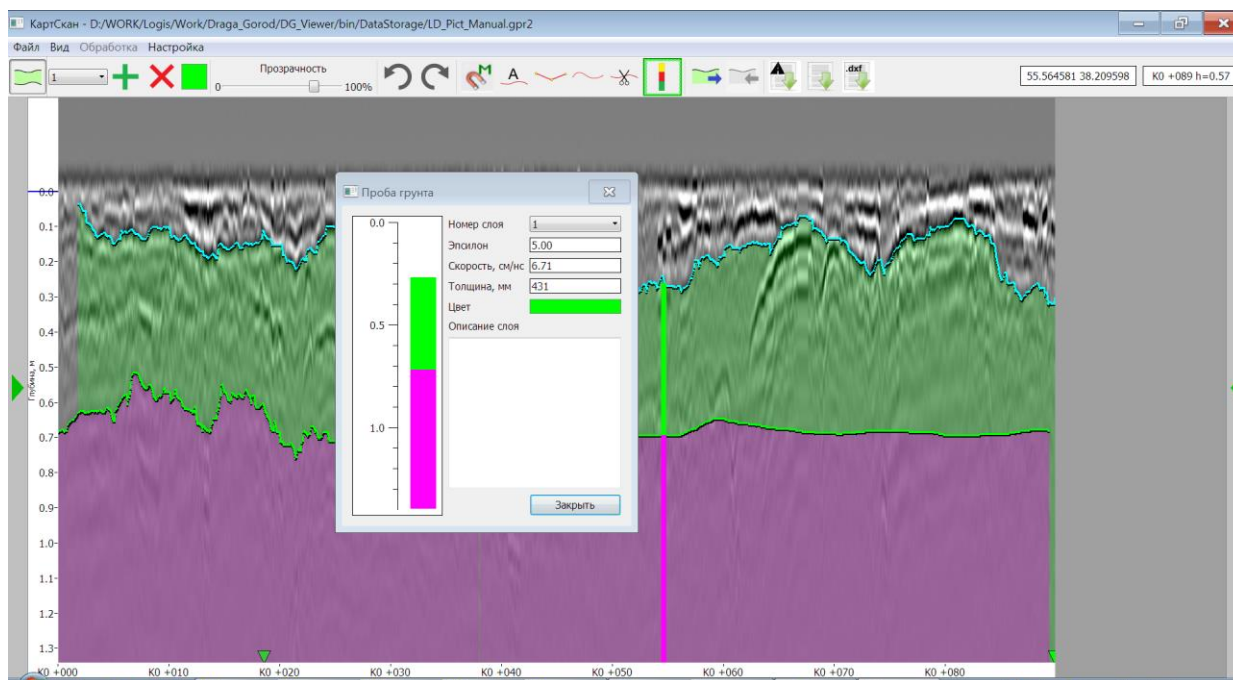 КартСкан - D:/WORK/Logis/Work/Draga_Gorod/DG_Viewer/bin/DataStorage/LD_Pict_Manual.gpr2
Файл Вид Обработка Настройка
1
Прозрачность
0 100%
M
A
.dxf
55.564581 38.209598
K0 +089 h=0.57
Проба грунта
0.0
0.5
1.0
Номер слоя 1
Эпсилон 5.00
Скорость, см/нс 6.71
Толщина, мм 431
Цвет
Описание слоя
Закрыть
Глубина, м
0.0
0.1
0.2
0.3
0.4
0.5
0.6
0.7
0.8
0.9
1.0
1.1
1.2
1.3
K0 +000 K0 +010 K0 +020 K0 +030 K0 +040 K0 +050 K0 +060 K0 +070 K0 +080